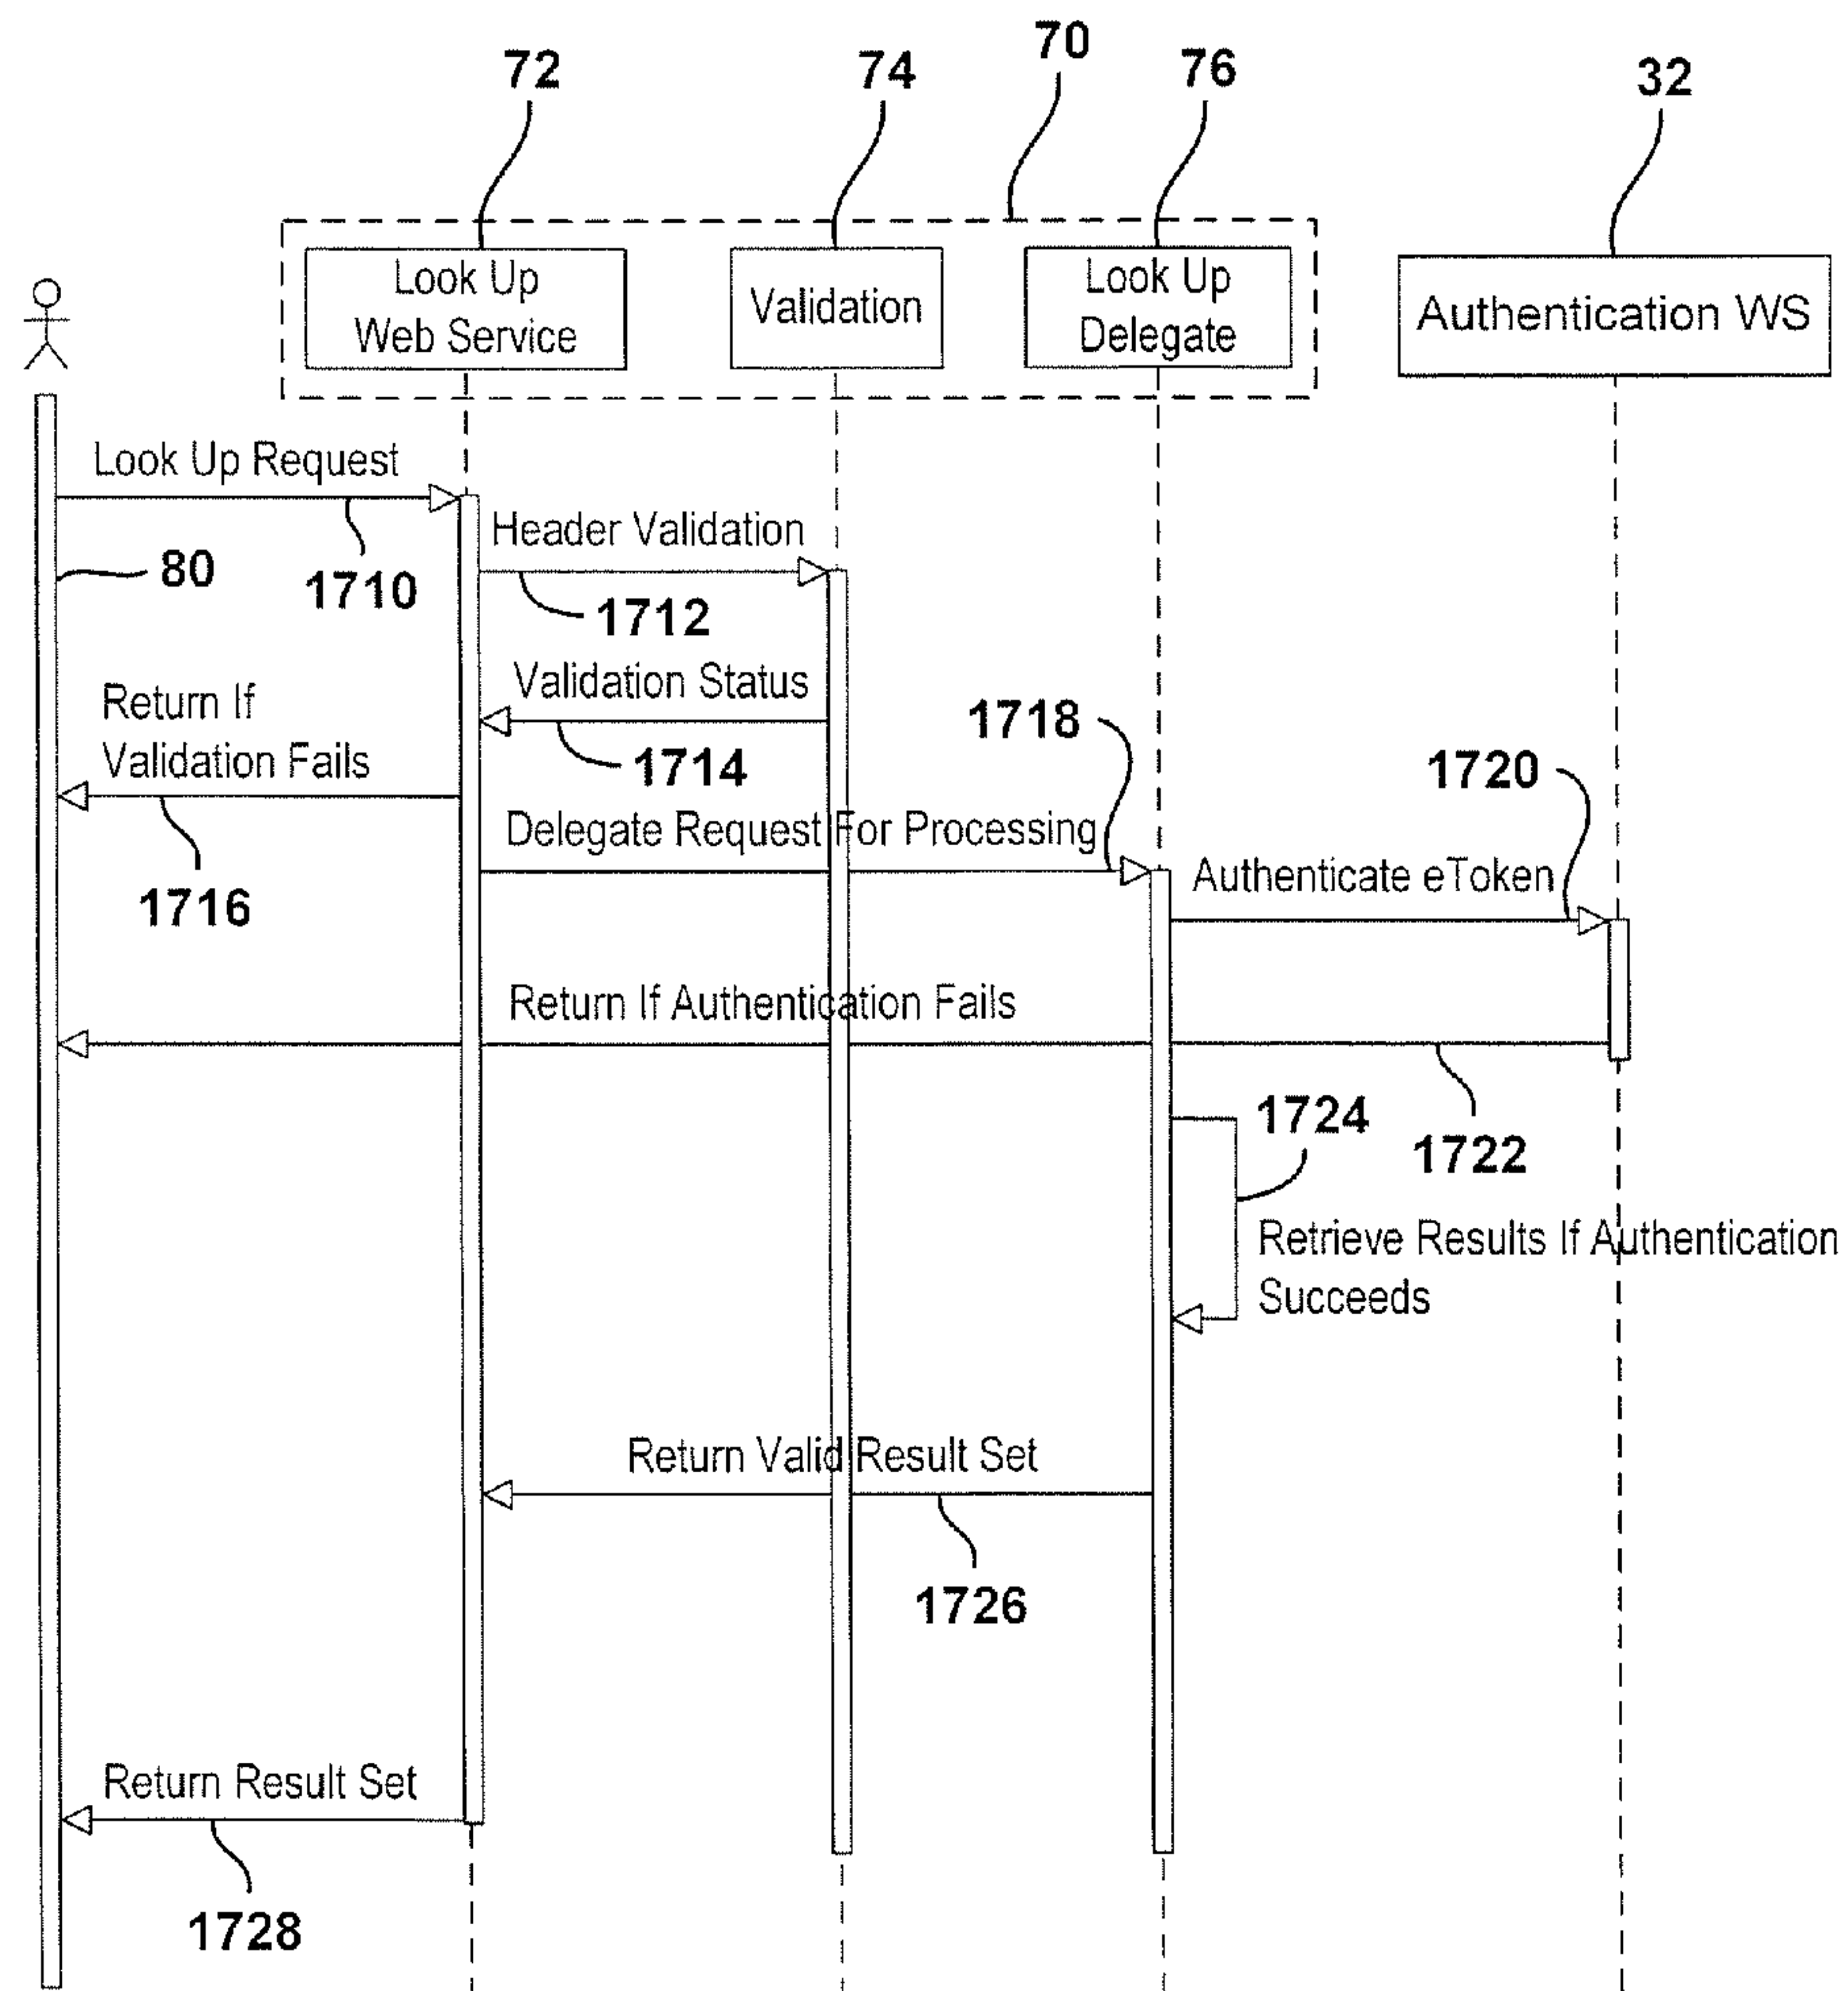 70
72
74
76
32
Look Up
Web Service
Validation
Look Up
Delegate
Authentication WS
Look Up Request
Header Validation
80
1710
1712
Validation Status
Return If
Validation Fails
1718
1714
1720
Delegate Request For Processing
Authenticate eToken
1716
Return If Authentication Fails
1724
1722
Retrieve Results If Authentication
Succeeds
Return Valid Result Set
1726
Return Result Set
1728